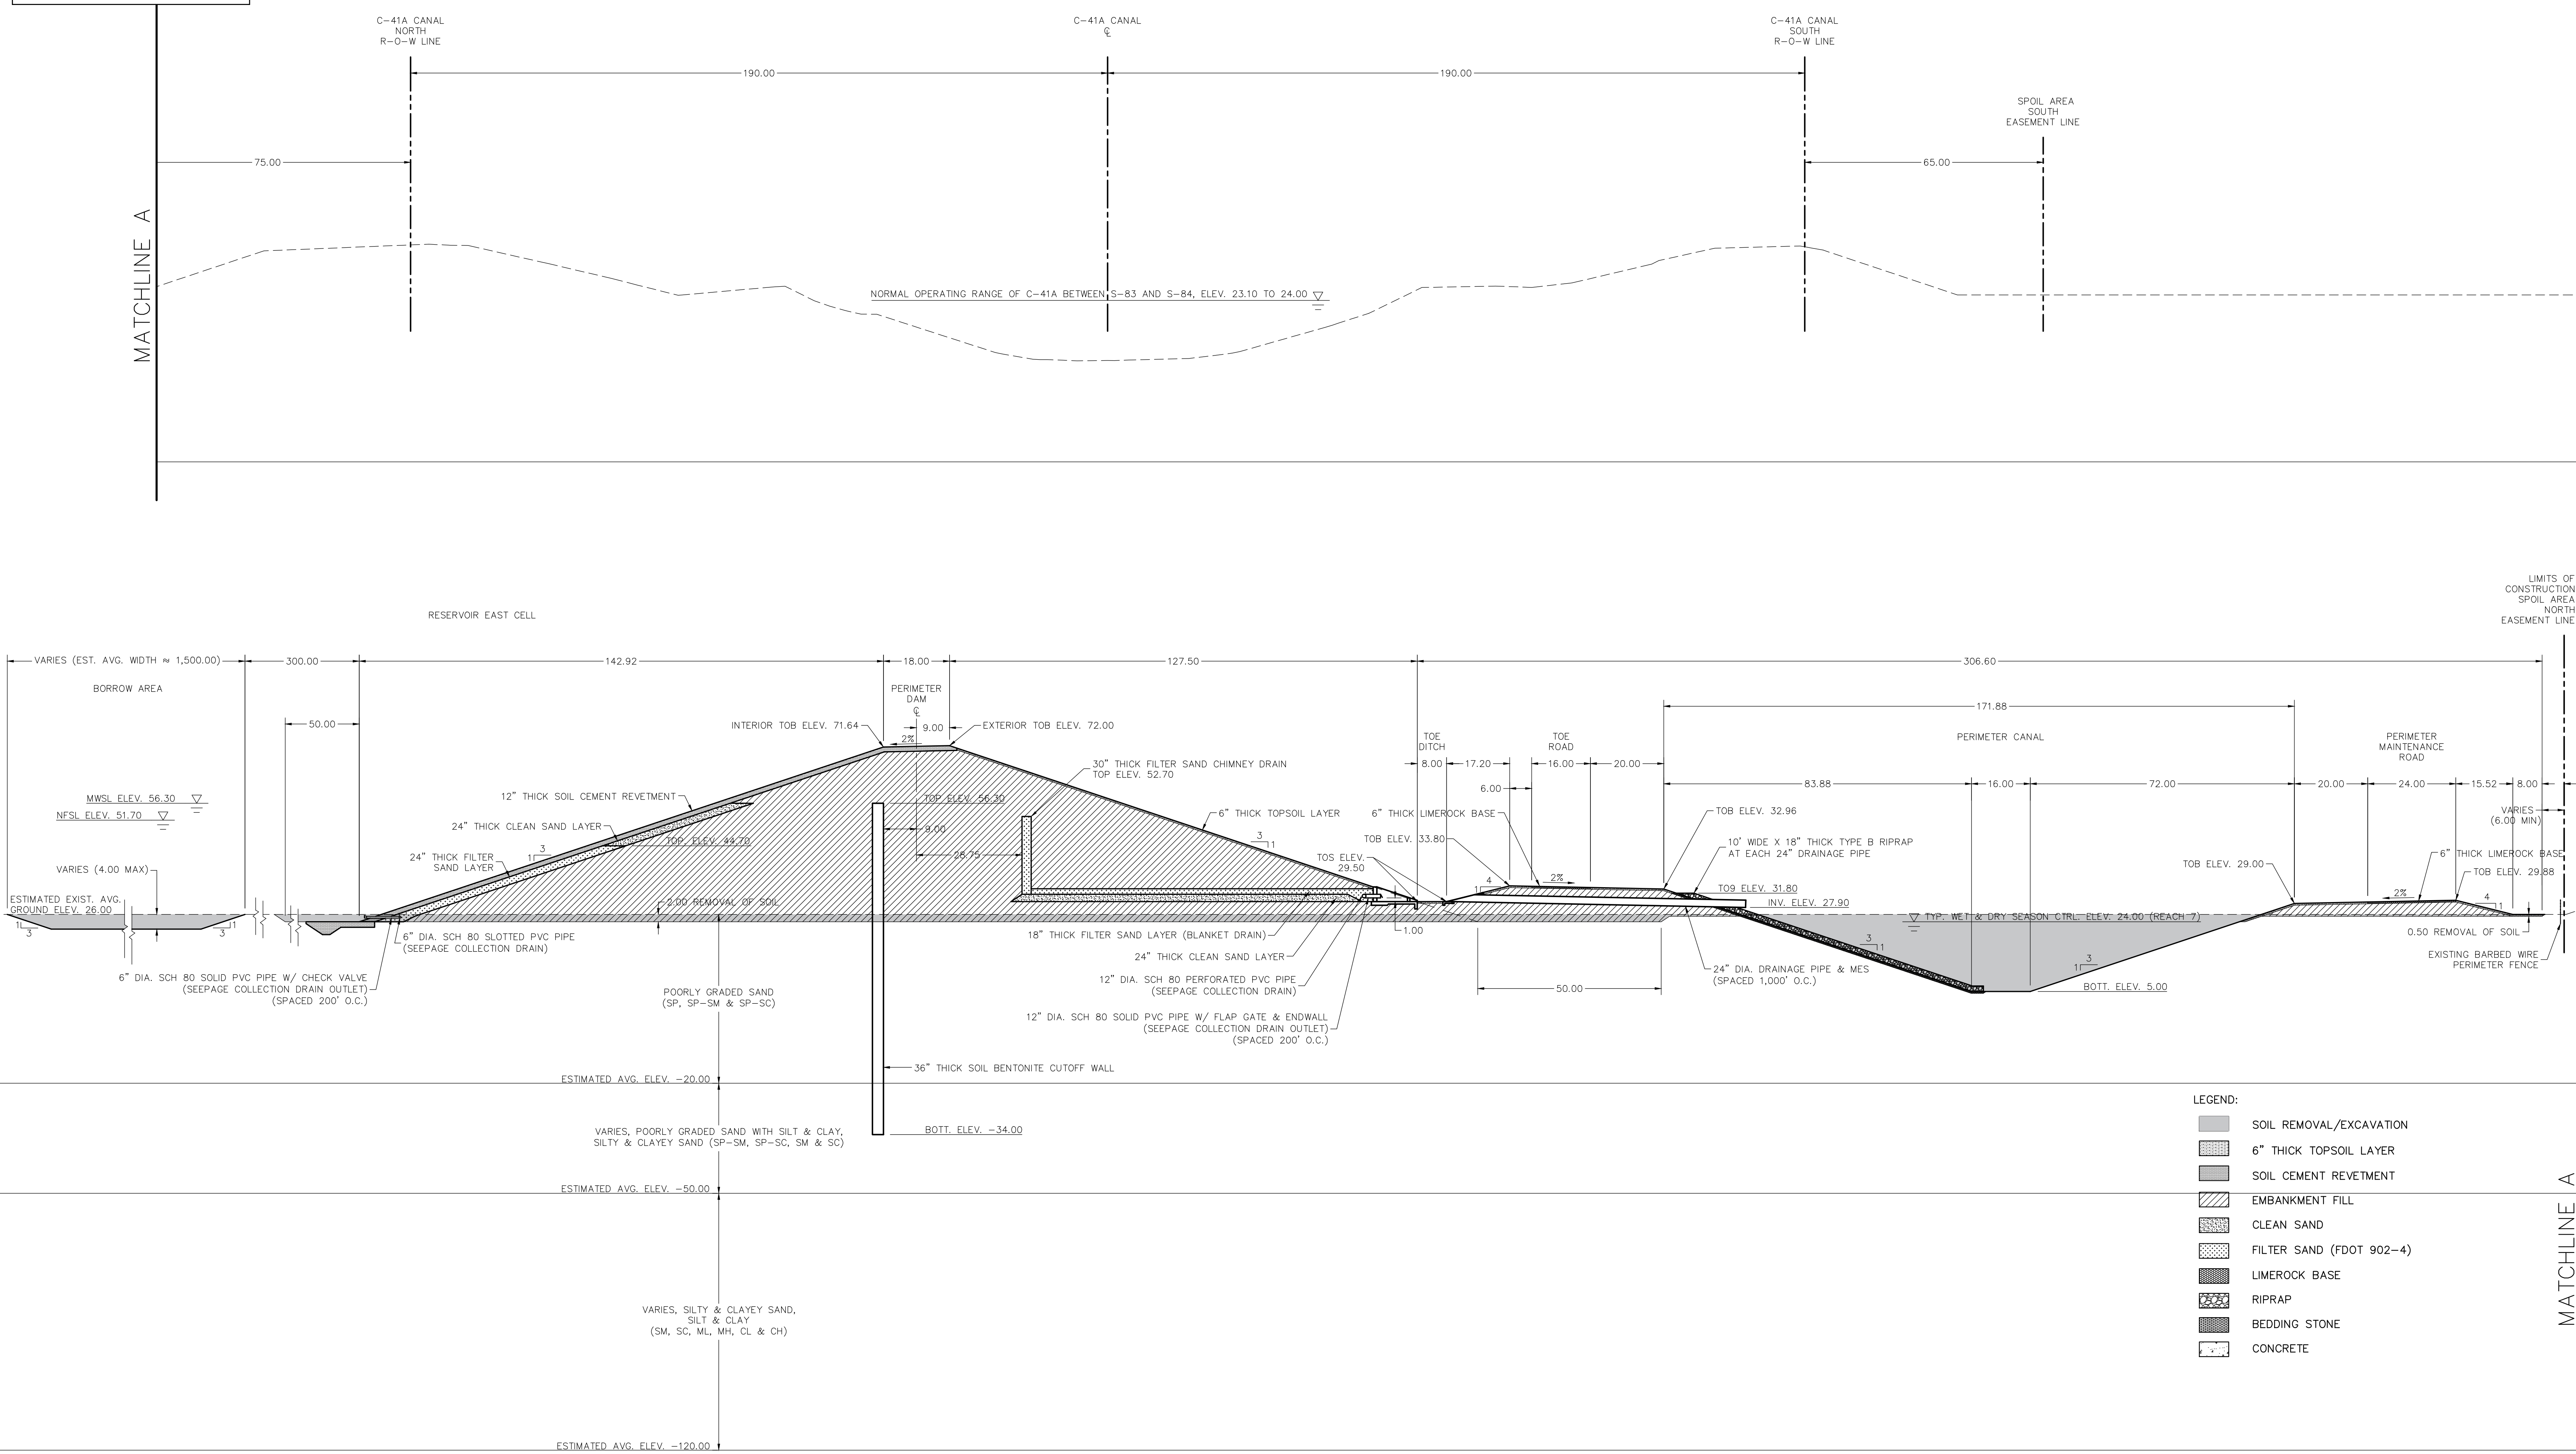 C-41A CANAL
NORTH
R-O-W LINE
C-41A CANAL
℄
C-41A CANAL
SOUTH
R-O-W LINE
190.00
190.00
SPOIL AREA
SOUTH
EASEMENT LINE
75.00
65.00
MATCHLINE A
NORMAL OPERATING RANGE OF C-41A BETWEEN S-83 AND S-84, ELEV. 23.10 TO 24.00
LIMITS OF
CONSTRUCTION
SPOIL AREA
NORTH
EASEMENT LINE
RESERVOIR EAST CELL
VARIES (EST. AVG. WIDTH ≈ 1,500.00)
300.00
142.92
18.00
127.50
306.60
BORROW AREA
PERIMETER
DAM
℄
50.00
INTERIOR TOB ELEV. 71.64
9.00
EXTERIOR TOB ELEV. 72.00
2%
171.88
TOE
DITCH
TOE
ROAD
PERIMETER CANAL
PERIMETER
MAINTENANCE
ROAD
8.00
17.20
16.00
20.00
6.00
83.88
16.00
72.00
20.00
24.00
15.52
8.00
VARIES
(6.00 MIN)
30" THICK FILTER SAND CHIMNEY DRAIN
TOP ELEV. 52.70
MWSL ELEV. 56.30
NFSL ELEV. 51.70
12" THICK SOIL CEMENT REVETMENT
TOP ELEV. 56.30
6" THICK TOPSOIL LAYER
6" THICK LIMEROCK BASE
TOB ELEV. 32.96
24" THICK CLEAN SAND LAYER
9.00
TOP. ELEV. 44.70
3
1
TOB ELEV. 33.80
10' WIDE X 18" THICK TYPE B RIPRAP
AT EACH 24" DRAINAGE PIPE
24" THICK FILTER
SAND LAYER
3
1
28.75
TOS ELEV.
29.50
6" THICK LIMEROCK BASE
TOB ELEV. 29.00
TOB ELEV. 29.88
VARIES (4.00 MAX)
4
1
2%
TO9 ELEV. 31.80
INV. ELEV. 27.90
2%
4
1
ESTIMATED EXIST. AVG.
GROUND ELEV. 26.00
2.00 REMOVAL OF SOIL
TYP. WET & DRY SEASON CTRL. ELEV. 24.00 (REACH 7)
1
3
3
1
1.00
0.50 REMOVAL OF SOIL
6" DIA. SCH 80 SLOTTED PVC PIPE
(SEEPAGE COLLECTION DRAIN)
18" THICK FILTER SAND LAYER (BLANKET DRAIN)
3
1
EXISTING BARBED WIRE
PERIMETER FENCE
24" THICK CLEAN SAND LAYER
3
1
24" DIA. DRAINAGE PIPE & MES
(SPACED 1,000' O.C.)
6" DIA. SCH 80 SOLID PVC PIPE W/ CHECK VALVE
(SEEPAGE COLLECTION DRAIN OUTLET)
(SPACED 200' O.C.)
12" DIA. SCH 80 PERFORATED PVC PIPE
(SEEPAGE COLLECTION DRAIN)
50.00
BOTT. ELEV. 5.00
POORLY GRADED SAND
(SP, SP-SM & SP-SC)
12" DIA. SCH 80 SOLID PVC PIPE W/ FLAP GATE & ENDWALL
(SEEPAGE COLLECTION DRAIN OUTLET)
(SPACED 200' O.C.)
36" THICK SOIL BENTONITE CUTOFF WALL
ESTIMATED AVG. ELEV. -20.00
VARIES, POORLY GRADED SAND WITH SILT & CLAY,
SILTY & CLAYEY SAND (SP-SM, SP-SC, SM & SC)
BOTT. ELEV. -34.00
ESTIMATED AVG. ELEV. -50.00
VARIES, SILTY & CLAYEY SAND,
SILT & CLAY
(SM, SC, ML, MH, CL & CH)
ESTIMATED AVG. ELEV. -120.00
LEGEND:
SOIL REMOVAL/EXCAVATION
6" THICK TOPSOIL LAYER
SOIL CEMENT REVETMENT
EMBANKMENT FILL
CLEAN SAND
FILTER SAND (FDOT 902-4)
LIMEROCK BASE
RIPRAP
BEDDING STONE
CONCRETE
MATCHLINE A